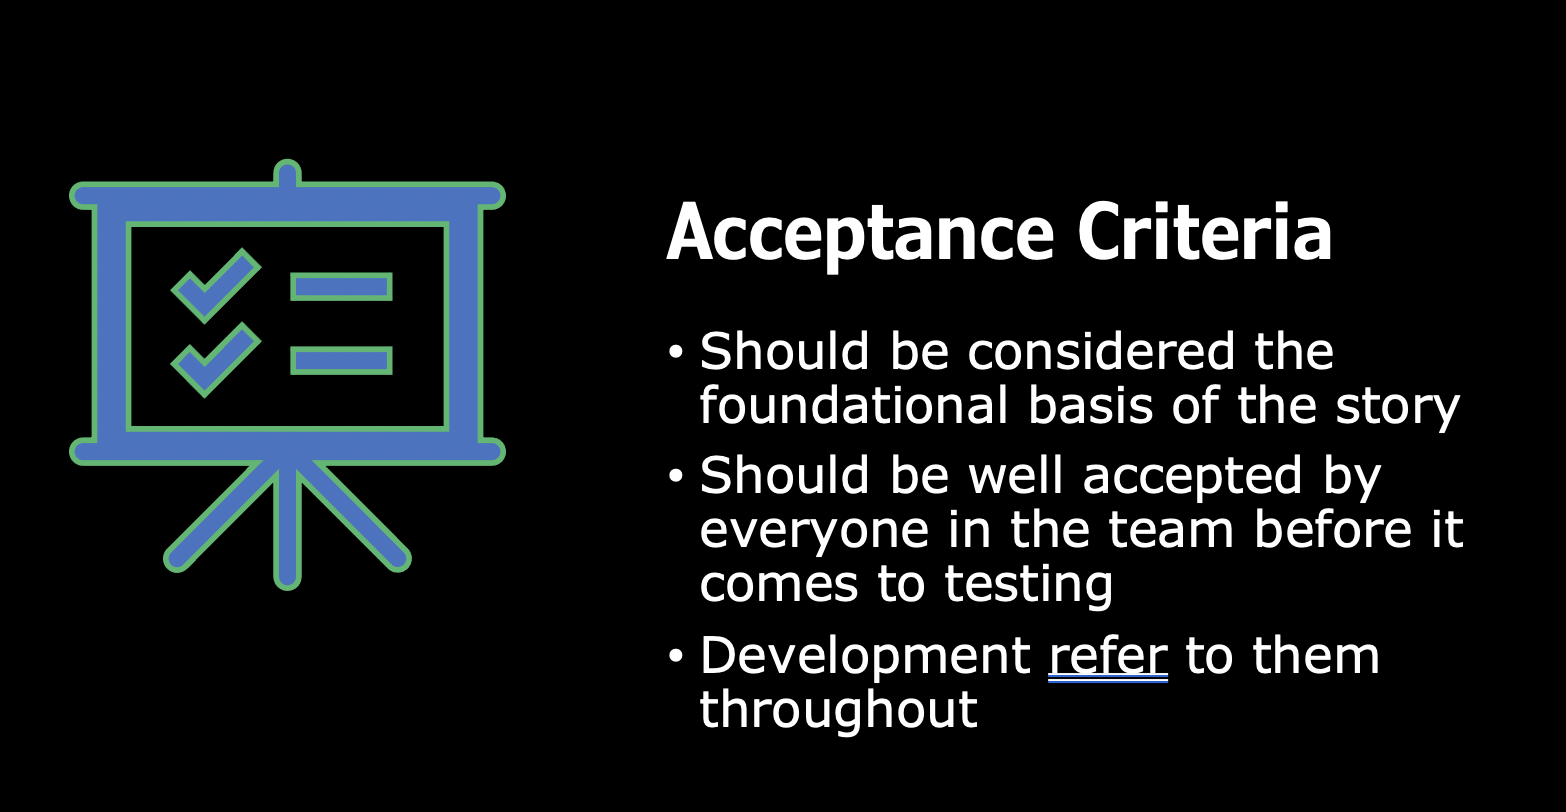 Acceptance Criteria
• Should be considered the
foundational basis of the story
• Should be well accepted by
everyone in the team before it
comes to testing
• Development refer to them
throughout